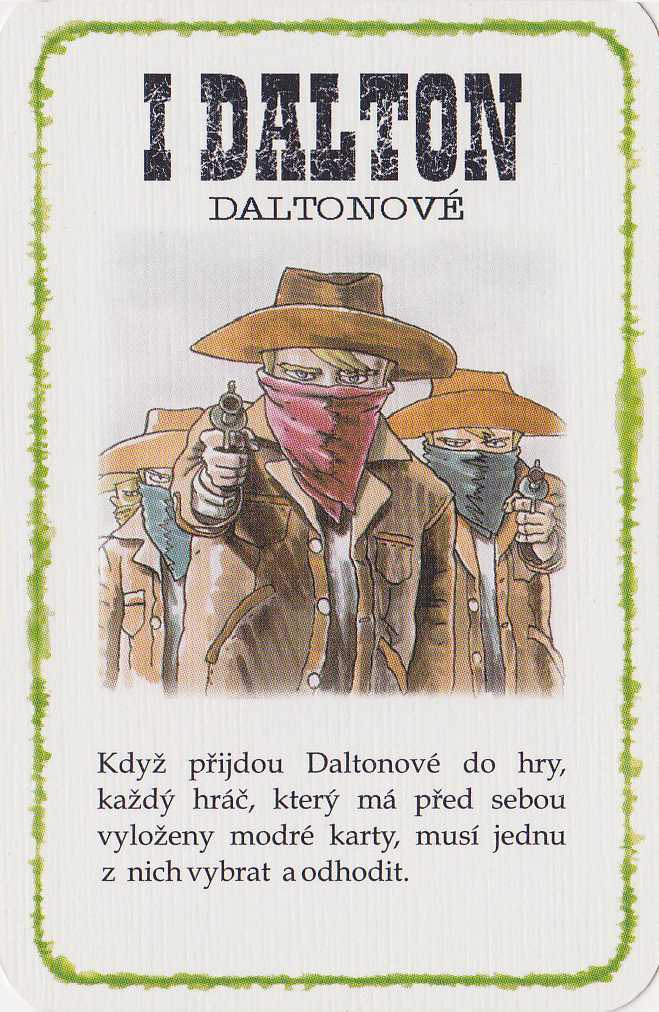 I DALTON
DALTONOVÉ
Když přijdou Daltonové do hry,
každý hráč, který má před sebou
vyloženy modré karty, musí jednu
z nich vybrat a odhodit.